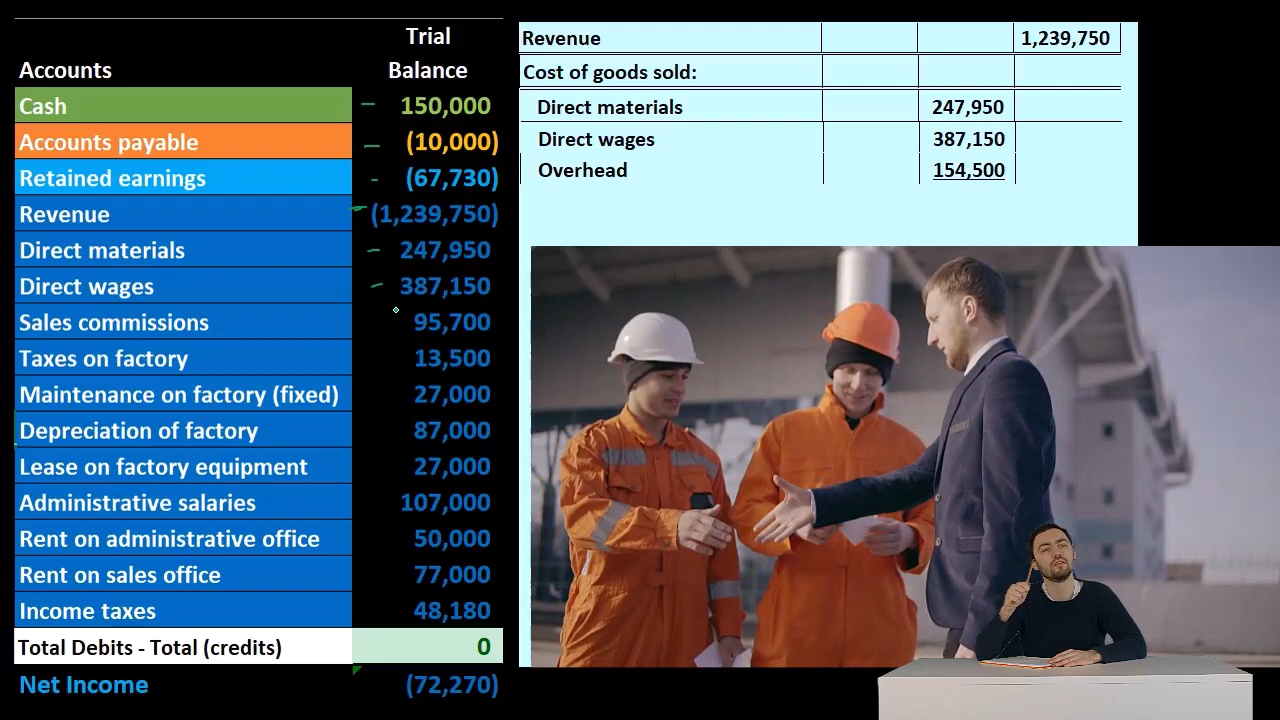 Trial
Accounts Balance
Cash 150,000
Accounts payable (10,000)
Retained earnings (67,730)
Revenue (1,239,750)
Direct materials 247,950
Direct wages 387,150
Sales commissions 95,700
Taxes on factory 13,500
Maintenance on factory (fixed) 27,000
Depreciation of factory 87,000
Lease on factory equipment 27,000
Administrative salaries 107,000
Rent on administrative office 50,000
Rent on sales office 77,000
Income taxes 48,180
Total Debits - Total (credits) 0
Net Income (72,270)
Revenue 1,239,750
Cost of goods sold:
Direct materials 247,950
Direct wages 387,150
Overhead 154,500